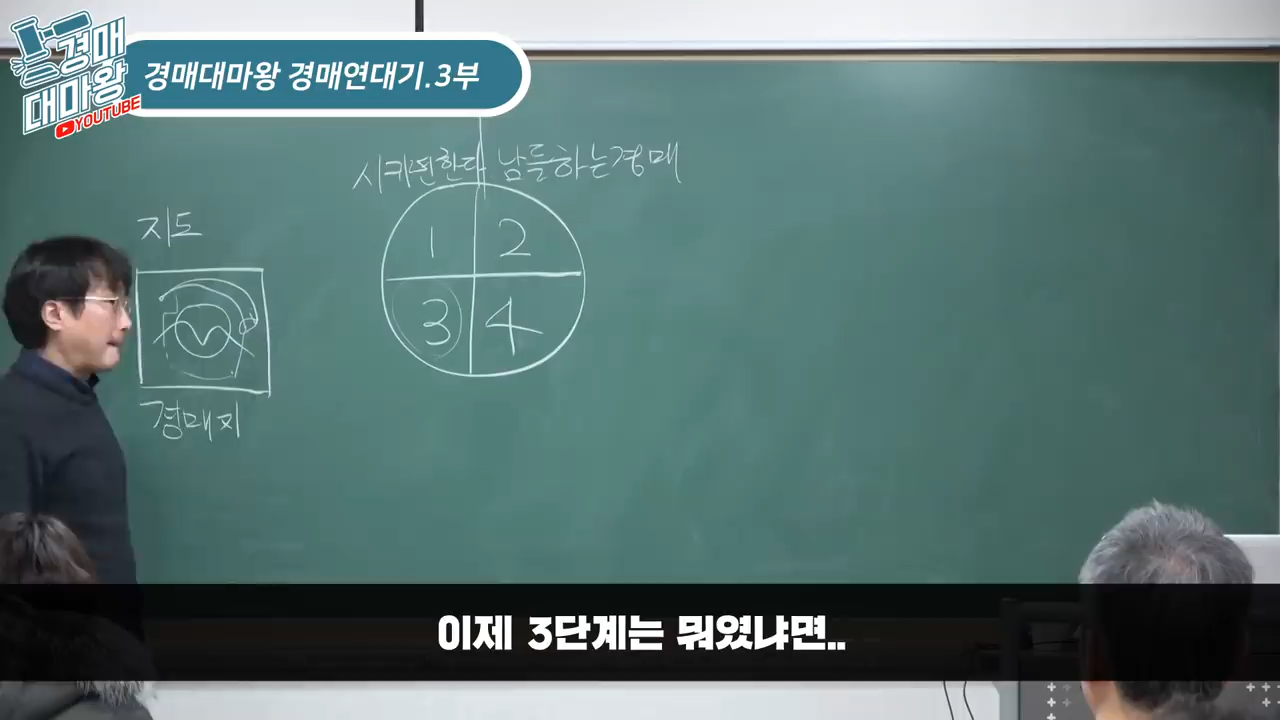 경매
대마왕
YOUTUBE
경매대마왕 경매연대기.3부
시키면한다 남들하는경매
지도
1 2
3 4
경매지
이제 3단계는 뭐였냐면..